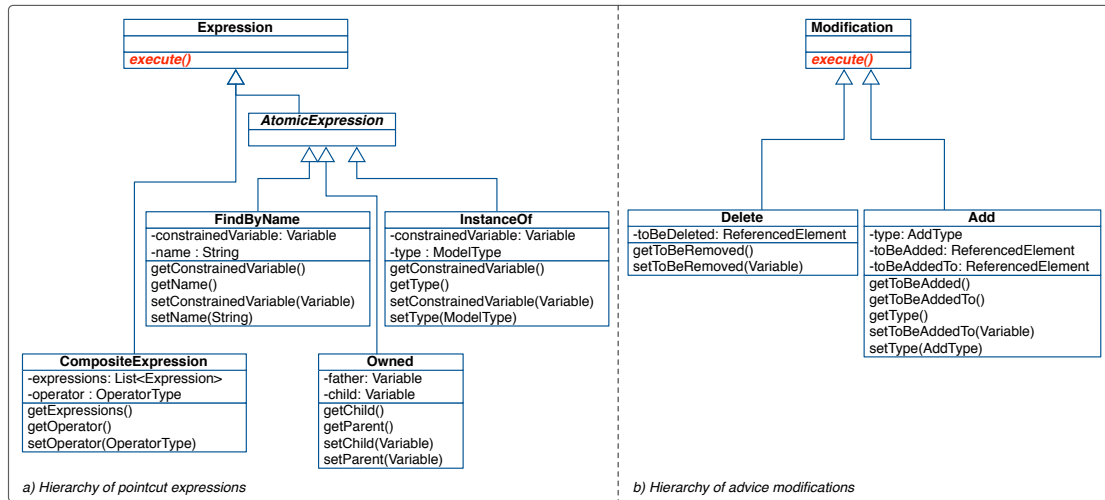 Expression
execute()
AtomicExpression
FindByName
-constrainedVariable: Variable
-name : String
getConstrainedVariable()
getName()
setConstrainedVariable(Variable)
setName(String)
InstanceOf
-constrainedVariable: Variable
-type : ModelType
getConstrainedVariable()
getType()
setConstrainedVariable(Variable)
setType(ModelType)
CompositeExpression
-expressions: List<Expression>
-operator : OperatorType
getExpressions()
getOperator()
setOperator(OperatorType)
Owned
-father: Variable
-child: Variable
getChild()
getParent()
setChild(Variable)
setParent(Variable)
a) Hierarchy of pointcut expressions
Modification
execute()
Delete
-toBeDeleted: ReferencedElement
getToBeRemoved()
setToBeRemoved(Variable)
Add
-type: AddType
-toBeAdded: ReferencedElement
-toBeAddedTo: ReferencedElement
getToBeAdded()
getToBeAddedTo()
getType()
setToBeAddedTo(Variable)
setType(AddType)
b) Hierarchy of advice modifications